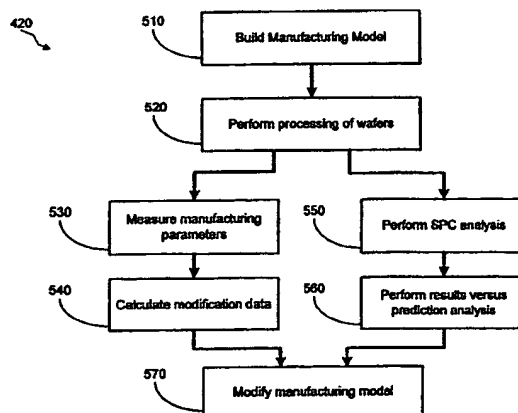 420
510
Build Manufacturing Model
520
Perform processing of wafers
530
Measure manufacturing
parameters
550
Perform SPC analysis
540
Calculate modification data
560
Perform results versus
prediction analysis
570
Modify manufacturing model